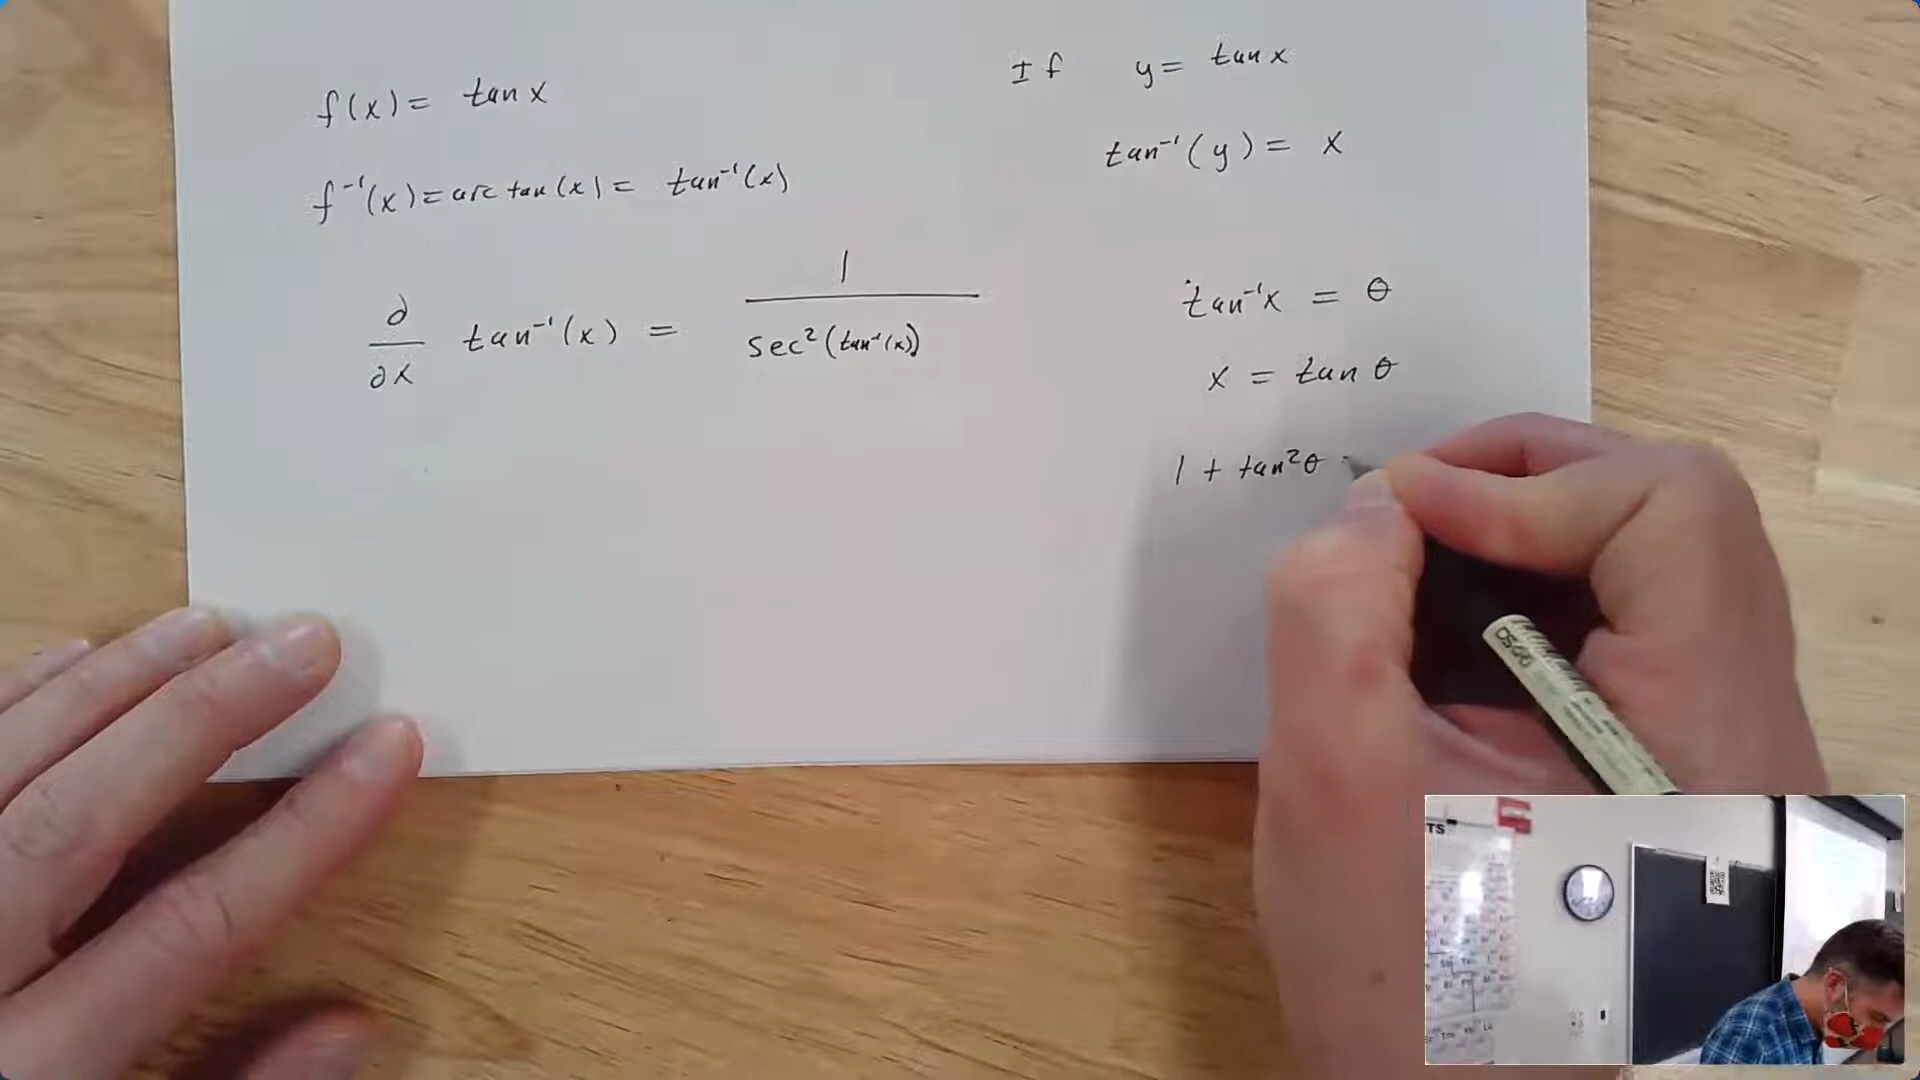 f(x) = tan x
f⁻¹(x) = arc tan(x) = tan⁻¹(x)
∂
∂x
tan⁻¹(x) =
1
sec²(tan⁻¹(x))
If y = tan x
tan⁻¹(y) = x
tan⁻¹x = θ
x = tan θ
1 + tan²θ =
TS